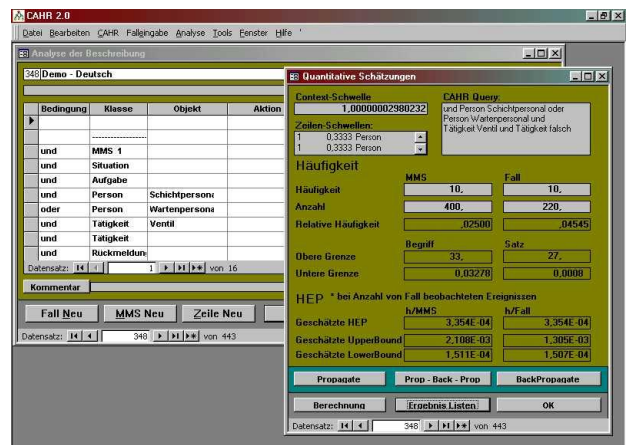 CAHR 2.0
Datei Bearbeiten CAHR Fallgingabe Analyse Tools Fenster Hilfe
Analyse der Beschreibung
348 Demo - Deutsch
Bedingung Klasse Objekt Aktion
--------------------
und MMS 1
und Situation
und Aufgabe
und Person Schichtpersona
oder Person Wartenpersona
und Tätigkeit Ventil
und Tätigkeit
und Rückmeldun
Datensatz: 1 von 16
Kommentar
Fall Neu MMS Neu Zeile Neu
Datensatz: 348 von 443
Quantitative Schätzungen
Context-Schwelle
1,00000002980232
Zeilen-Schwellen:
1 0,3333 Person
1 0,3333 Person
CAHR Query:
und Person Schichtpersonal oder
Person Wartenpersonal und
Tätigkeit Ventil und Tätigkeit falsch
Häufigkeit
MMS Fall
Häufigkeit 10, 10,
Anzahl 400, 220,
Relative Häufigkeit ,02500 ,04545
Begriff Satz
Obere Grenze 33, 27,
Untere Grenze 0,03278 0,0008
HEP * bei Anzahl von Fall beobachteten Ereignissen
h/MMS h/Fall
Geschätzte HEP 3,354E-04 3,354E-04
Geschätzte UpperBound 2,108E-03 1,305E-03
Geschätzte LowerBound 1,511E-04 1,507E-04
Propagate Prop - Back - Prop BackPropagate
Berechnung Ergebnis Listen OK
Datensatz: 348 von 443